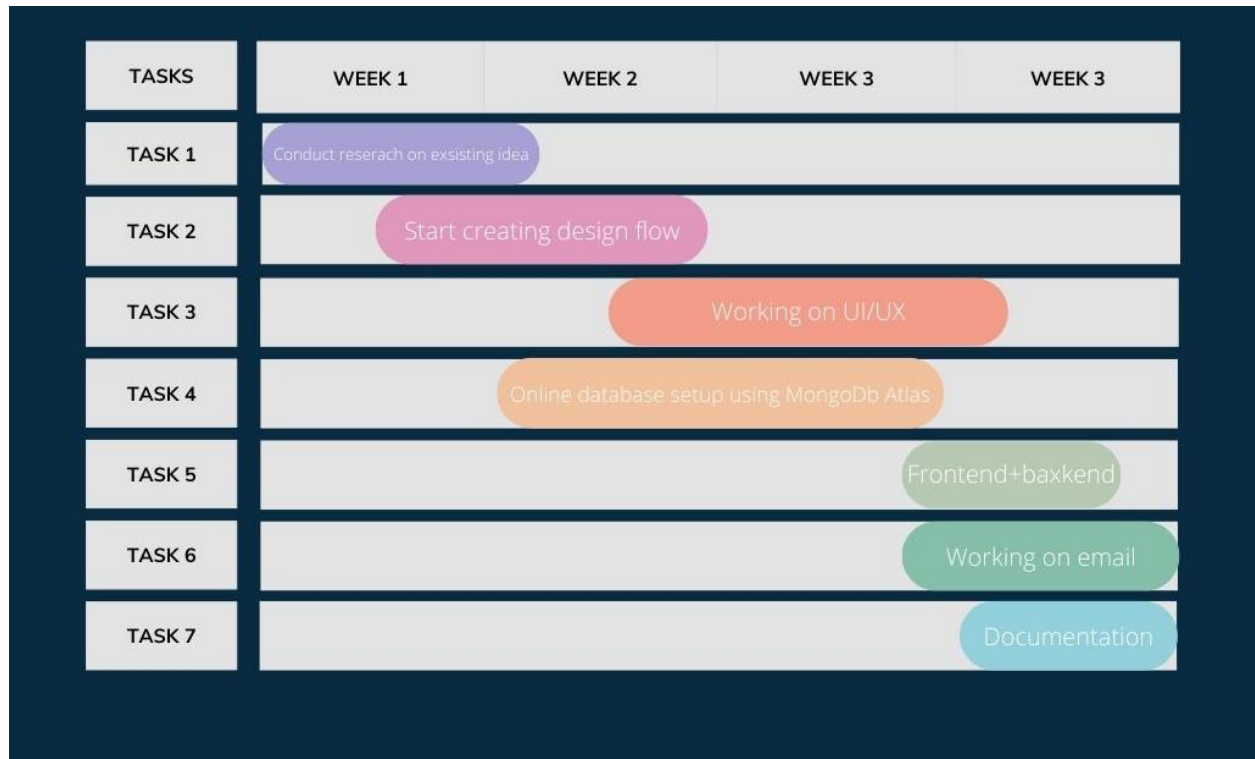 TASKS WEEK 1 WEEK 2 WEEK 3 WEEK 3
TASK 1 Conduct reserach on exsisting idea
TASK 2 Start creating design flow
TASK 3 Working on UI/UX
TASK 4 Online database setup using MongoDb Atlas
TASK 5 Frontend+baxkend
TASK 6 Working on email
TASK 7 Documentation